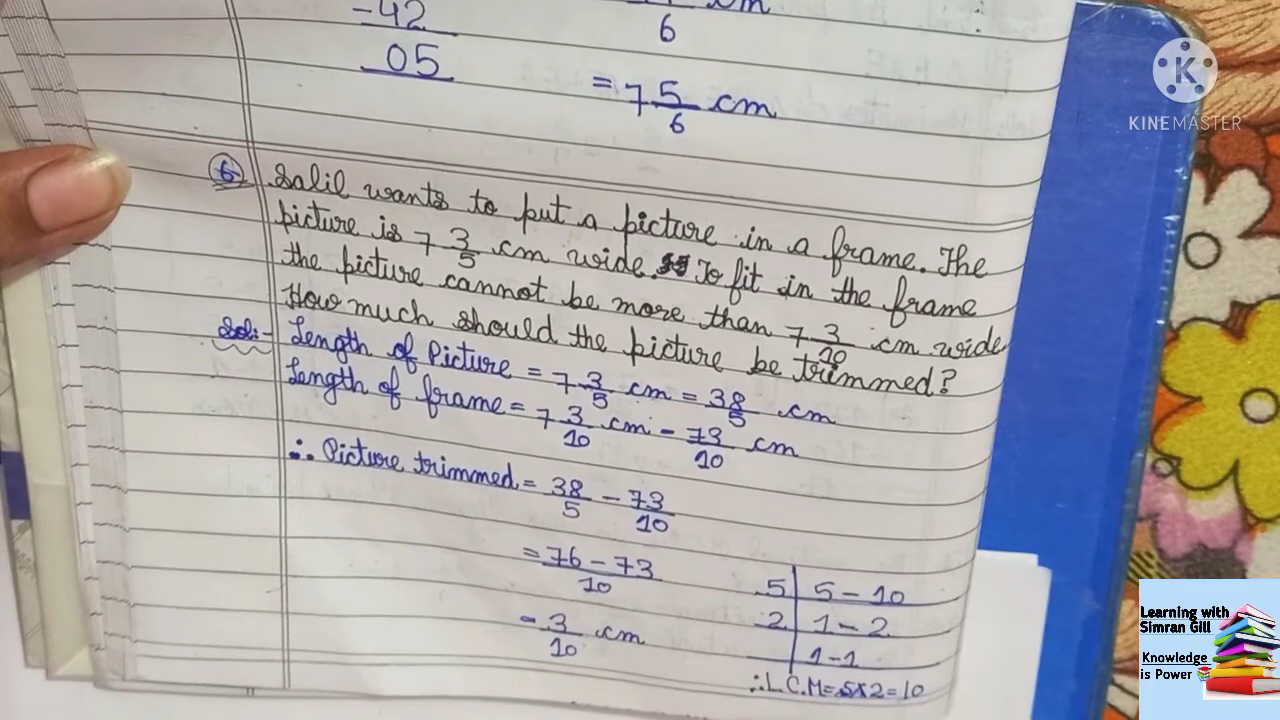 -42
05
6
= 7 5/6 cm
KINEMASTER
6 Salil wants to put a picture in a frame. The
picture is 7 3/5 cm wide. To fit in the frame
the picture cannot be more than 7 3/10 cm wide.
How much should the picture be trimmed?
Sol:- Length of Picture = 7 3/5 cm = 38/5 cm
Length of frame = 7 3/10 cm - 73/10 cm
∴ Picture trimmed = 38/5 - 73/10
= 76 - 73/10
- 3/10 cm
5 | 5 - 10
2 | 1 - 2
1 - 1
∴ L.C.M = 5x2 = 10
Learning with
Simran Gill
Knowledge
is Power